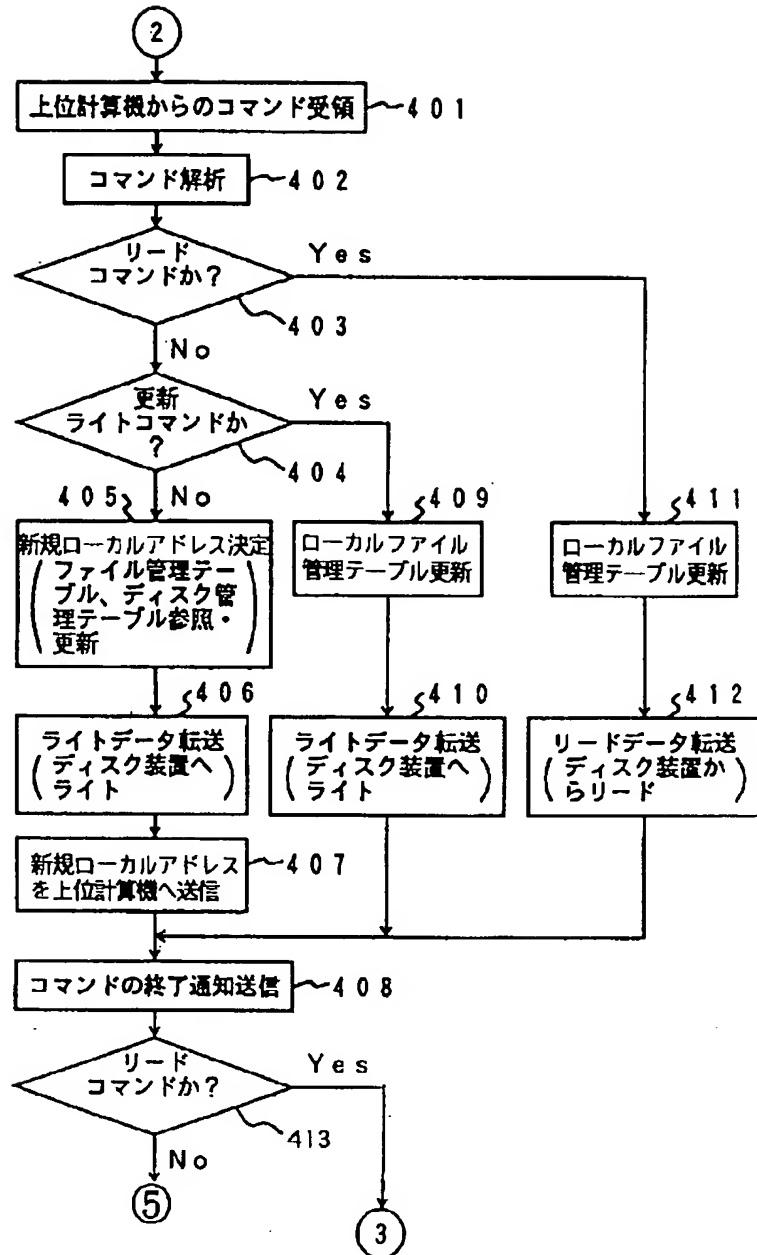 2
上位計算機からのコマンド受領 401
コマンド解析 402
リード
コマンドか？
Yes
403
No
更新
ライトコマンドか
？
Yes
404
No
405
新規ローカルアドレス決定
(ファイル管理テー
ブル、ディスク管
理テーブル参照・
更新)
409
ローカルファイル
管理テーブル更新
411
ローカルファイル
管理テーブル更新
406
ライトデータ転送
(ディスク装置へ
ライト)
410
ライトデータ転送
(ディスク装置へ
ライト)
412
リードデータ転送
(ディスク装置か
らリード)
新規ローカルアドレス
を上位計算機へ送信
407
コマンドの終了通知送信 408
リード
コマンドか？
Yes
413
No
5
3